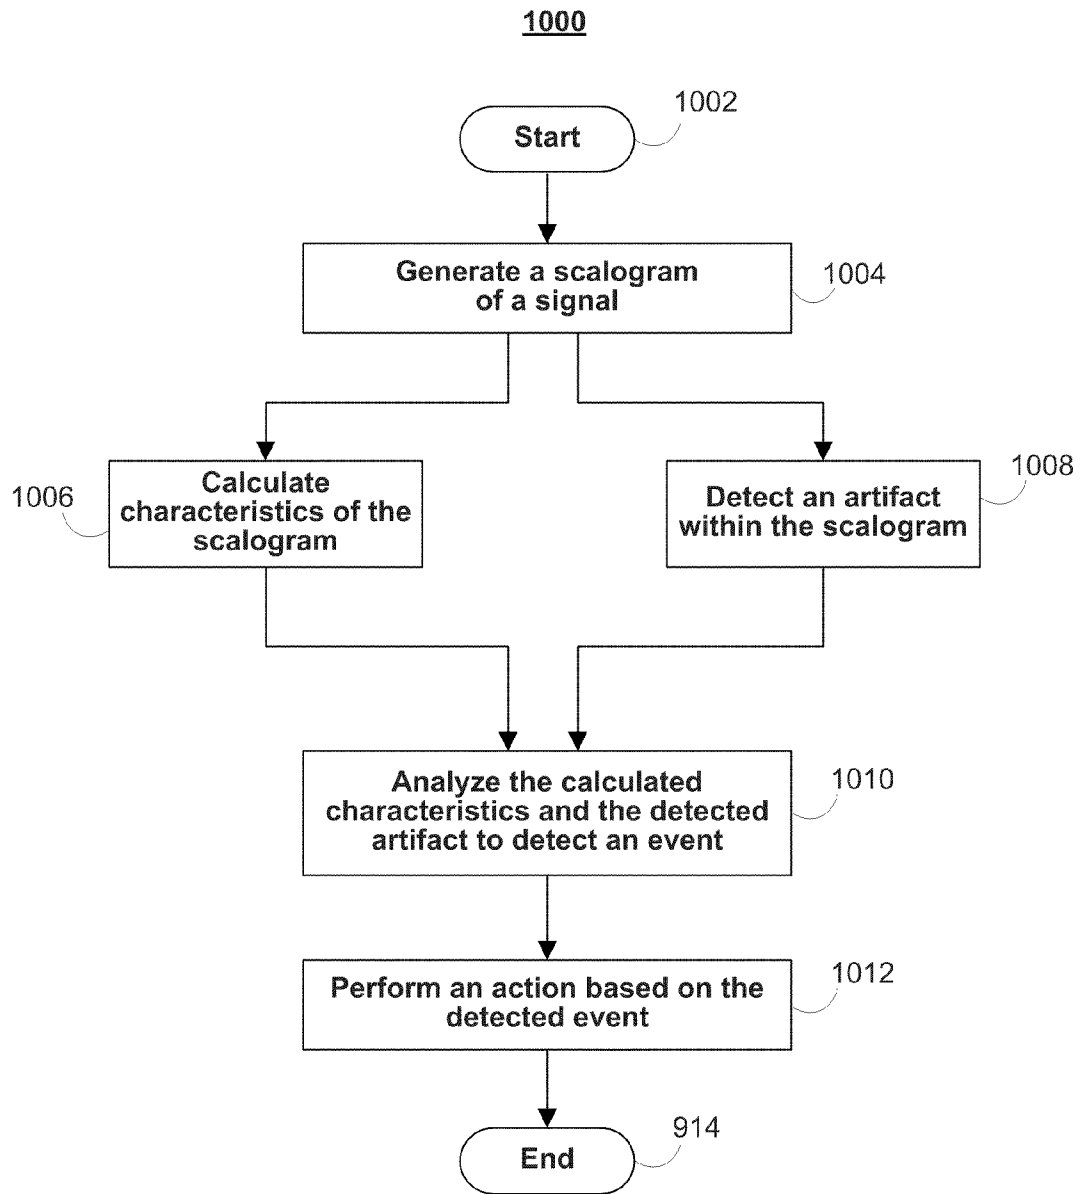 1000
Start
1002
Generate a scalogram
of a signal
1004
1006
Calculate
characteristics of the
scalogram
Detect an artifact
within the scalogram
1008
Analyze the calculated
characteristics and the detected
artifact to detect an event
1010
Perform an action based on the
detected event
1012
End
914